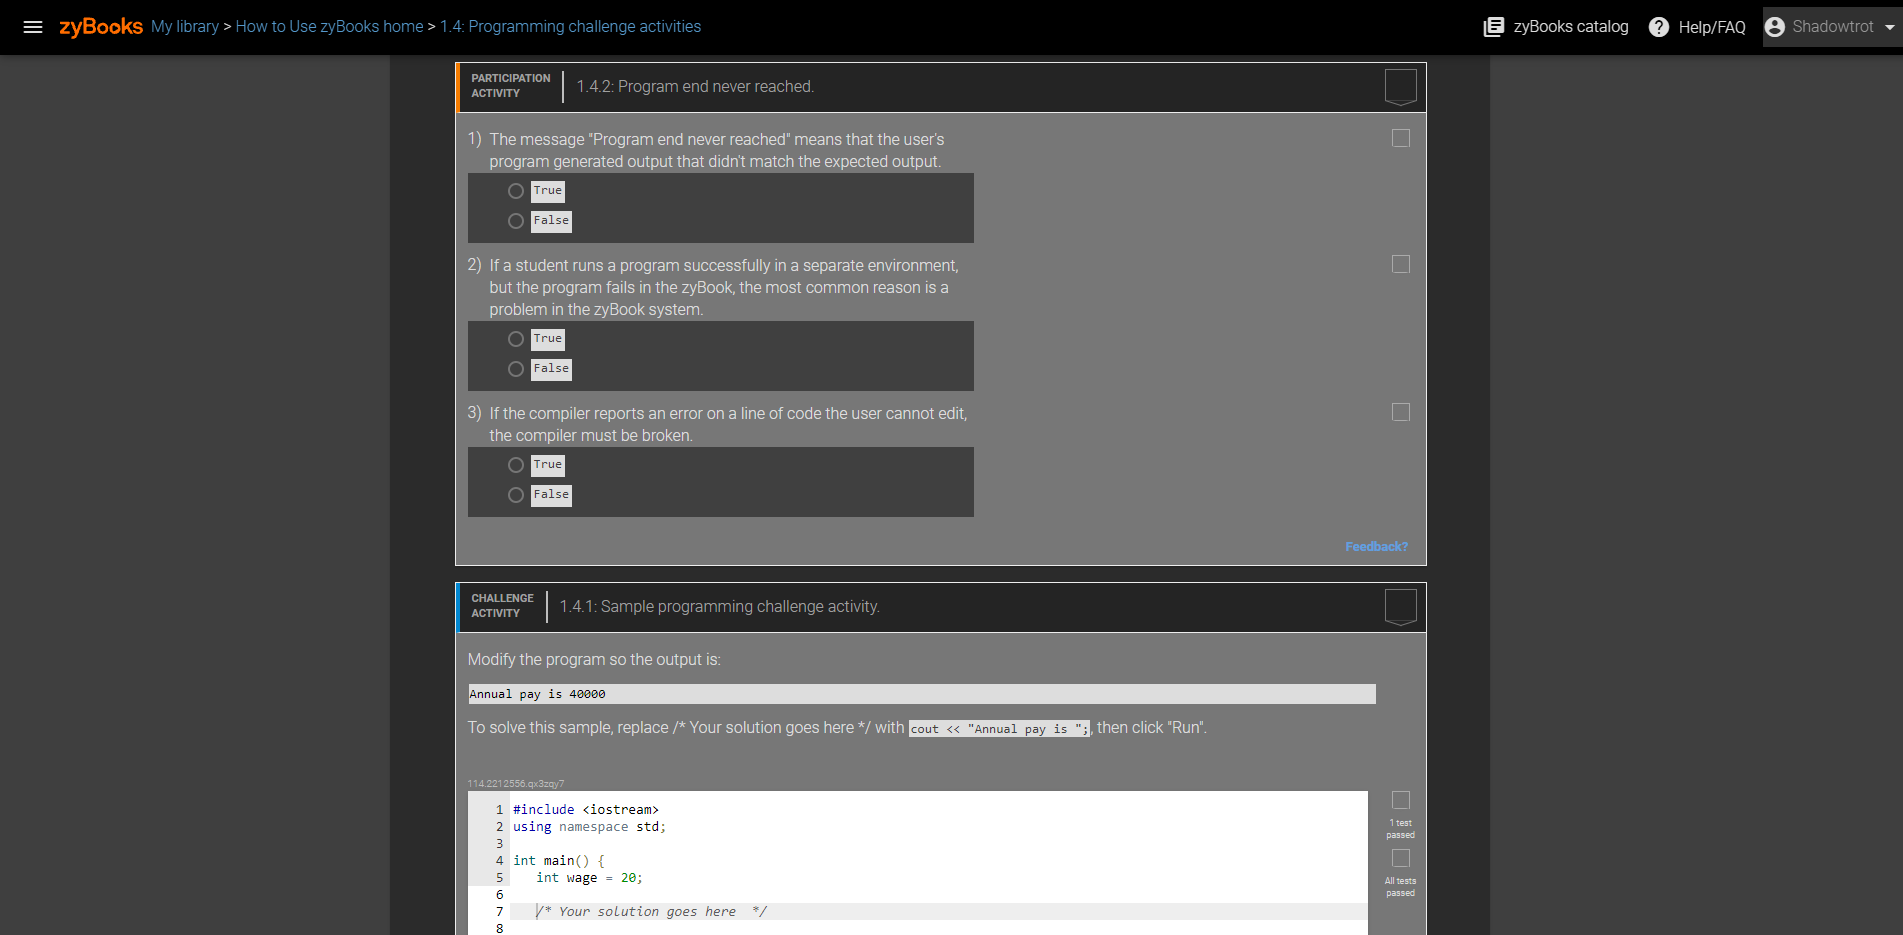 zyBooks My library > How to Use zyBooks home > 1.4: Programming challenge activities
zyBooks catalog
Help/FAQ
Shadowtrot
PARTICIPATION
ACTIVITY
1.4.2: Program end never reached.
1) The message "Program end never reached" means that the user's
program generated output that didn't match the expected output.
True
False
2) If a student runs a program successfully in a separate environment,
but the program fails in the zyBook, the most common reason is a
problem in the zyBook system.
True
False
3) If the compiler reports an error on a line of code the user cannot edit,
the compiler must be broken.
True
False
Feedback?
CHALLENGE
ACTIVITY
1.4.1: Sample programming challenge activity.
Modify the program so the output is:
Annual pay is 40000
To solve this sample, replace /* Your solution goes here */ with cout << "Annual pay is ";, then click "Run".
114.2212556.qx3zqy7
1 #include <iostream>
2 using namespace std;
3
4 int main() {
5 int wage = 20;
6
7 /* Your solution goes here */
8
1 test
passed
All tests
passed